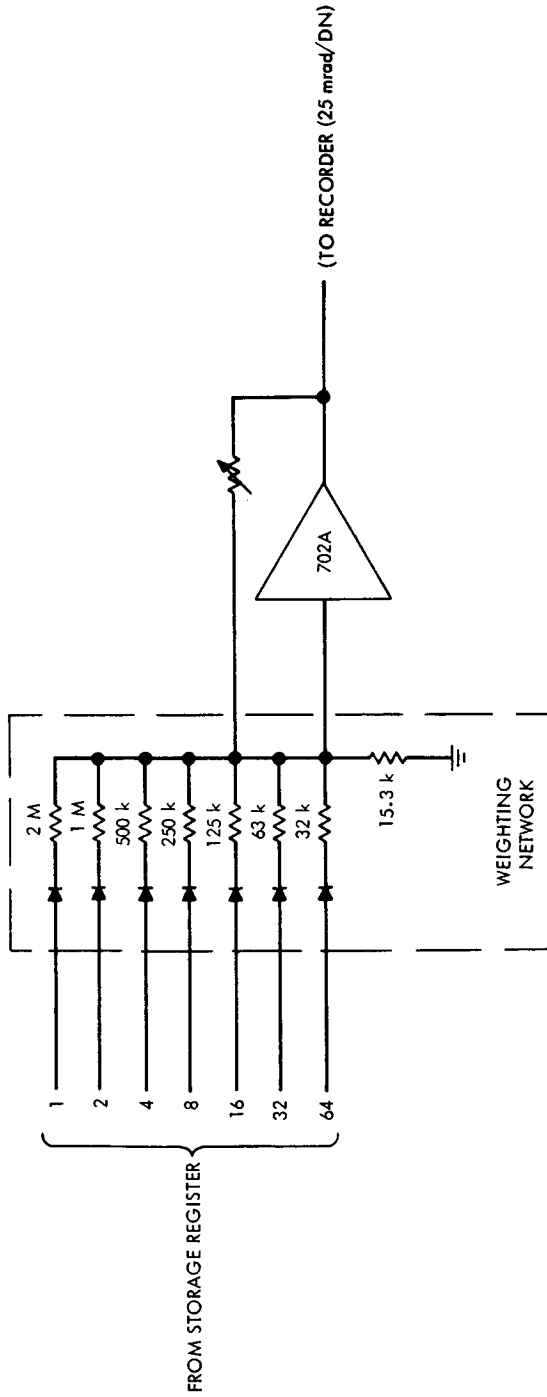 FROM STORAGE REGISTER
1
2
4
8
16
32
64
2 M
1 M
500 k
250 k
125 k
63 k
32 k
15.3 k
WEIGHTING
NETWORK
702A
(TO RECORDER (25 mrad/DN)